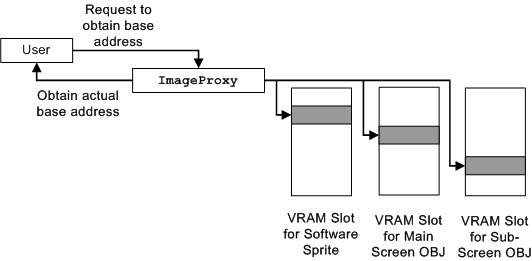 Request to
obtain base
address
User
ImageProxy
Obtain actual
base address
VRAM Slot
for Software
Sprite
VRAM Slot
for Main
Screen OBJ
VRAM Slot
for Sub-
Screen OBJ